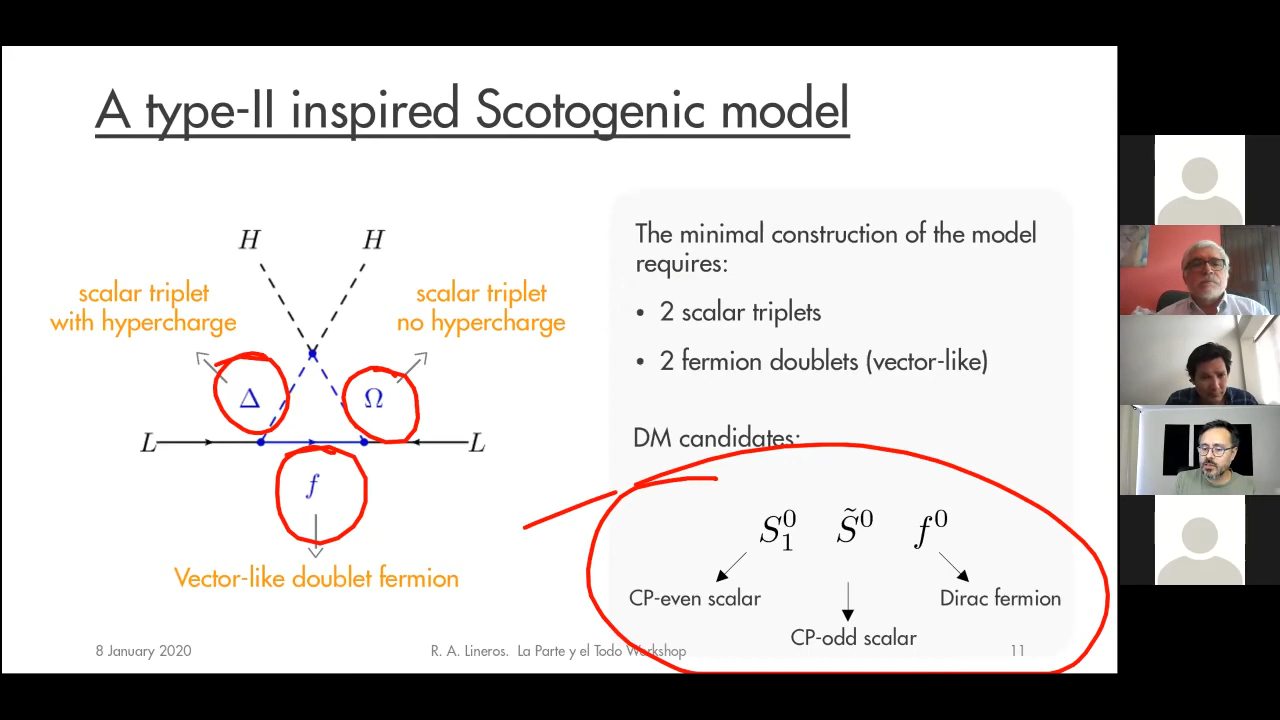 A type-II inspired Scotogenic model
H H
scalar triplet
with hypercharge
scalar triplet
no hypercharge
Δ Ω
L L
f
Vector-like doublet fermion
The minimal construction of the model
requires:
• 2 scalar triplets
• 2 fermion doublets (vector-like)
DM candidates:
S₁⁰ S̃⁰ f⁰
CP-even scalar
Dirac fermion
CP-odd scalar
8 January 2020
R. A. Lineros. La Parte y el Todo Workshop
11